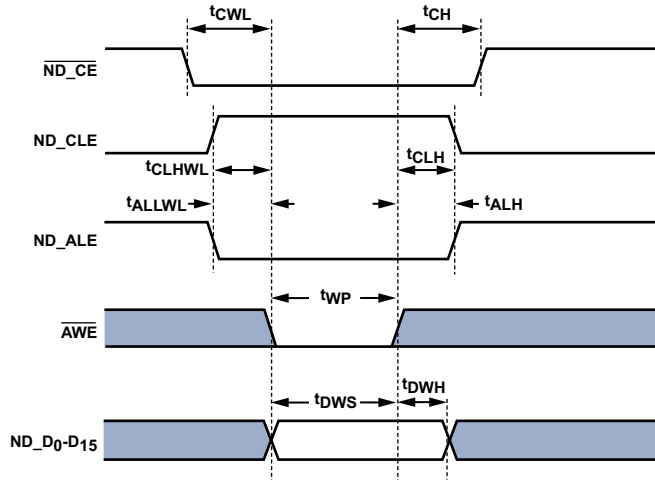 tCWL tCH
ND_CE
ND_CLE
tCLHWL tCLH
tALLWL tALH
ND_ALE
tWP
AWE
tDWS tDWH
ND_D0-D15